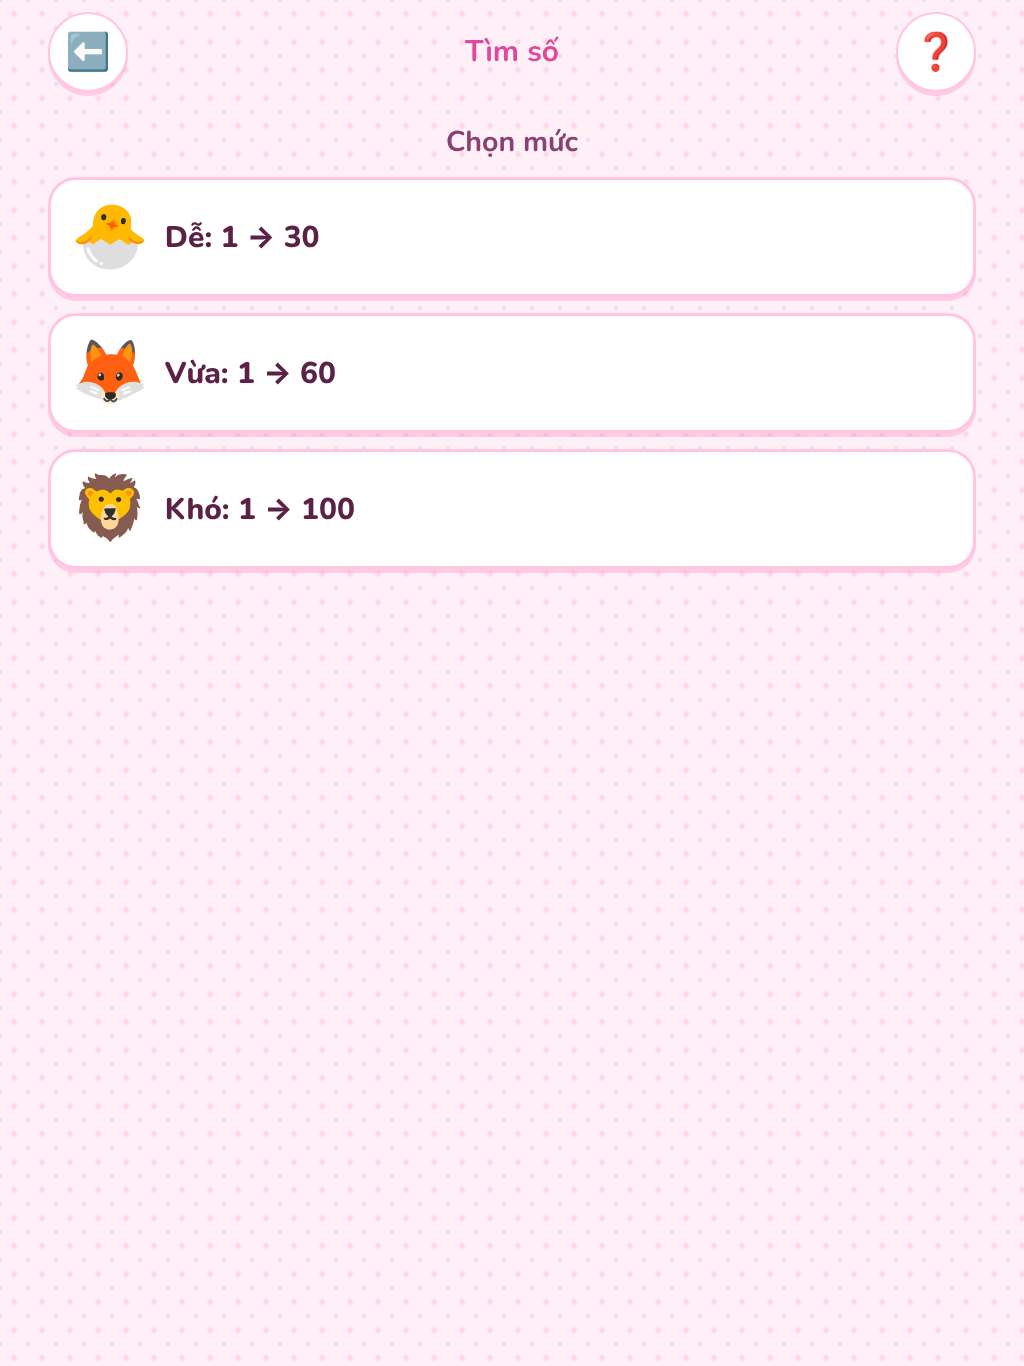 Tìm số
Chọn mức
Dễ: 1 → 30
Vừa: 1 → 60
Khó: 1 → 100